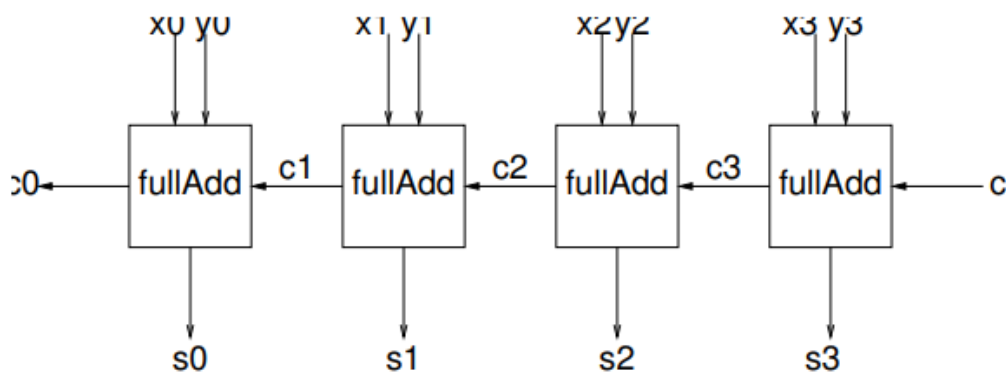 x0 y0 x1 y1 x2 y2 x3 y3
c0 fullAdd c1 fullAdd c2 fullAdd c3 fullAdd c
s0 s1 s2 s3